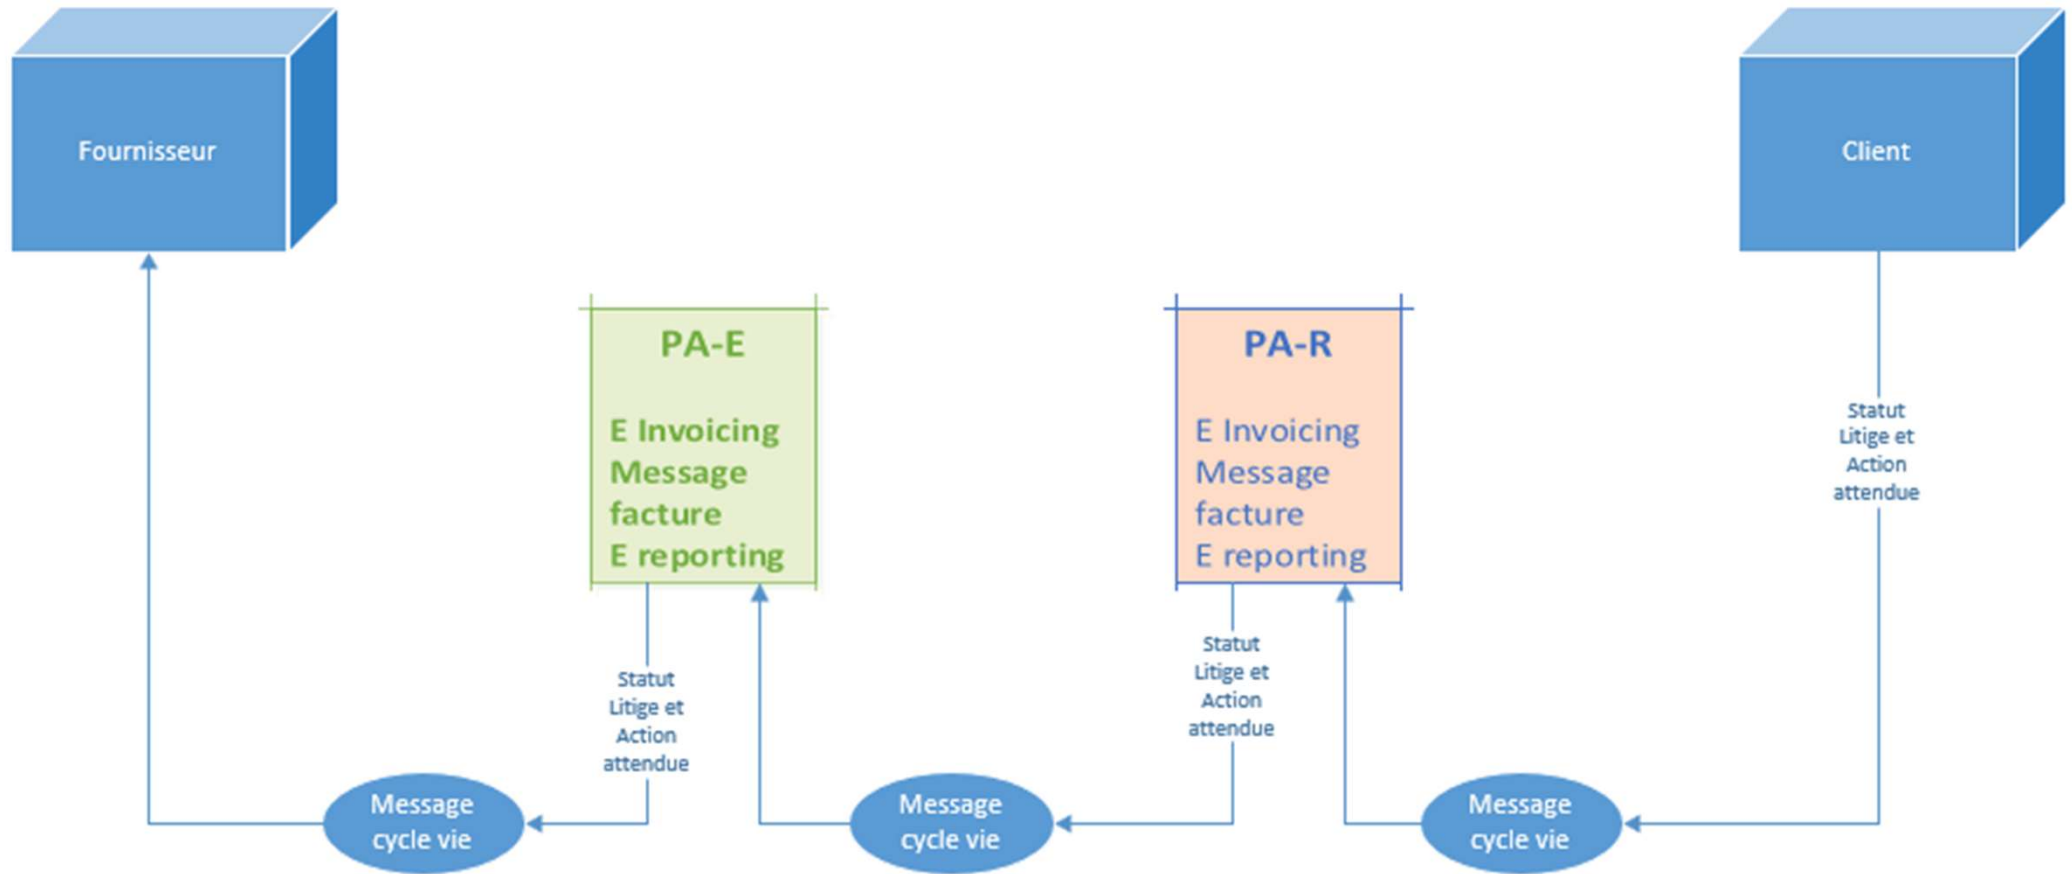 Fournisseur
Client
PA-E
E Invoicing
Message
facture
E reporting
PA-R
E Invoicing
Message
facture
E reporting
Statut
Litige et
Action
attendue
Statut
Litige et
Action
attendue
Statut
Litige et
Action
attendue
Message
cycle vie
Message
cycle vie
Message
cycle vie